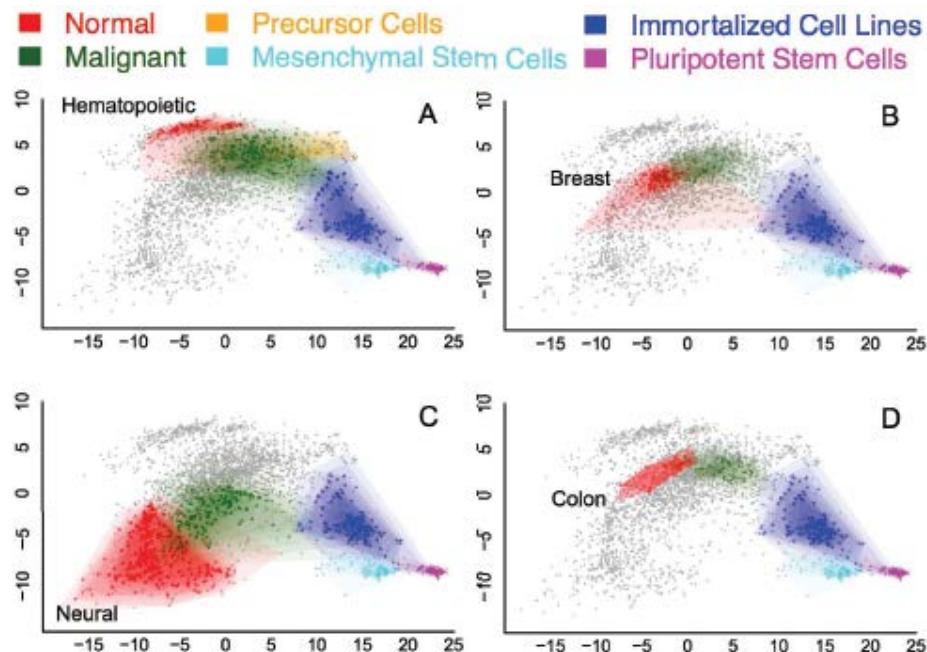 Normal Precursor Cells Immortalized Cell Lines
Malignant Mesenchymal Stem Cells Pluripotent Stem Cells
10 Hematopoietic A
5
0
−5
−10
−15 −10 −5 0 5 10 15 20 25
10 B
5
Breast
0
−5
−10
−15 −10 −5 0 5 10 15 20 25
10 C
5
0
−5
−10
Neural
−15 −10 −5 0 5 10 15 20 25
10 D
5
Colon
0
−5
−10
−15 −10 −5 0 5 10 15 20 25